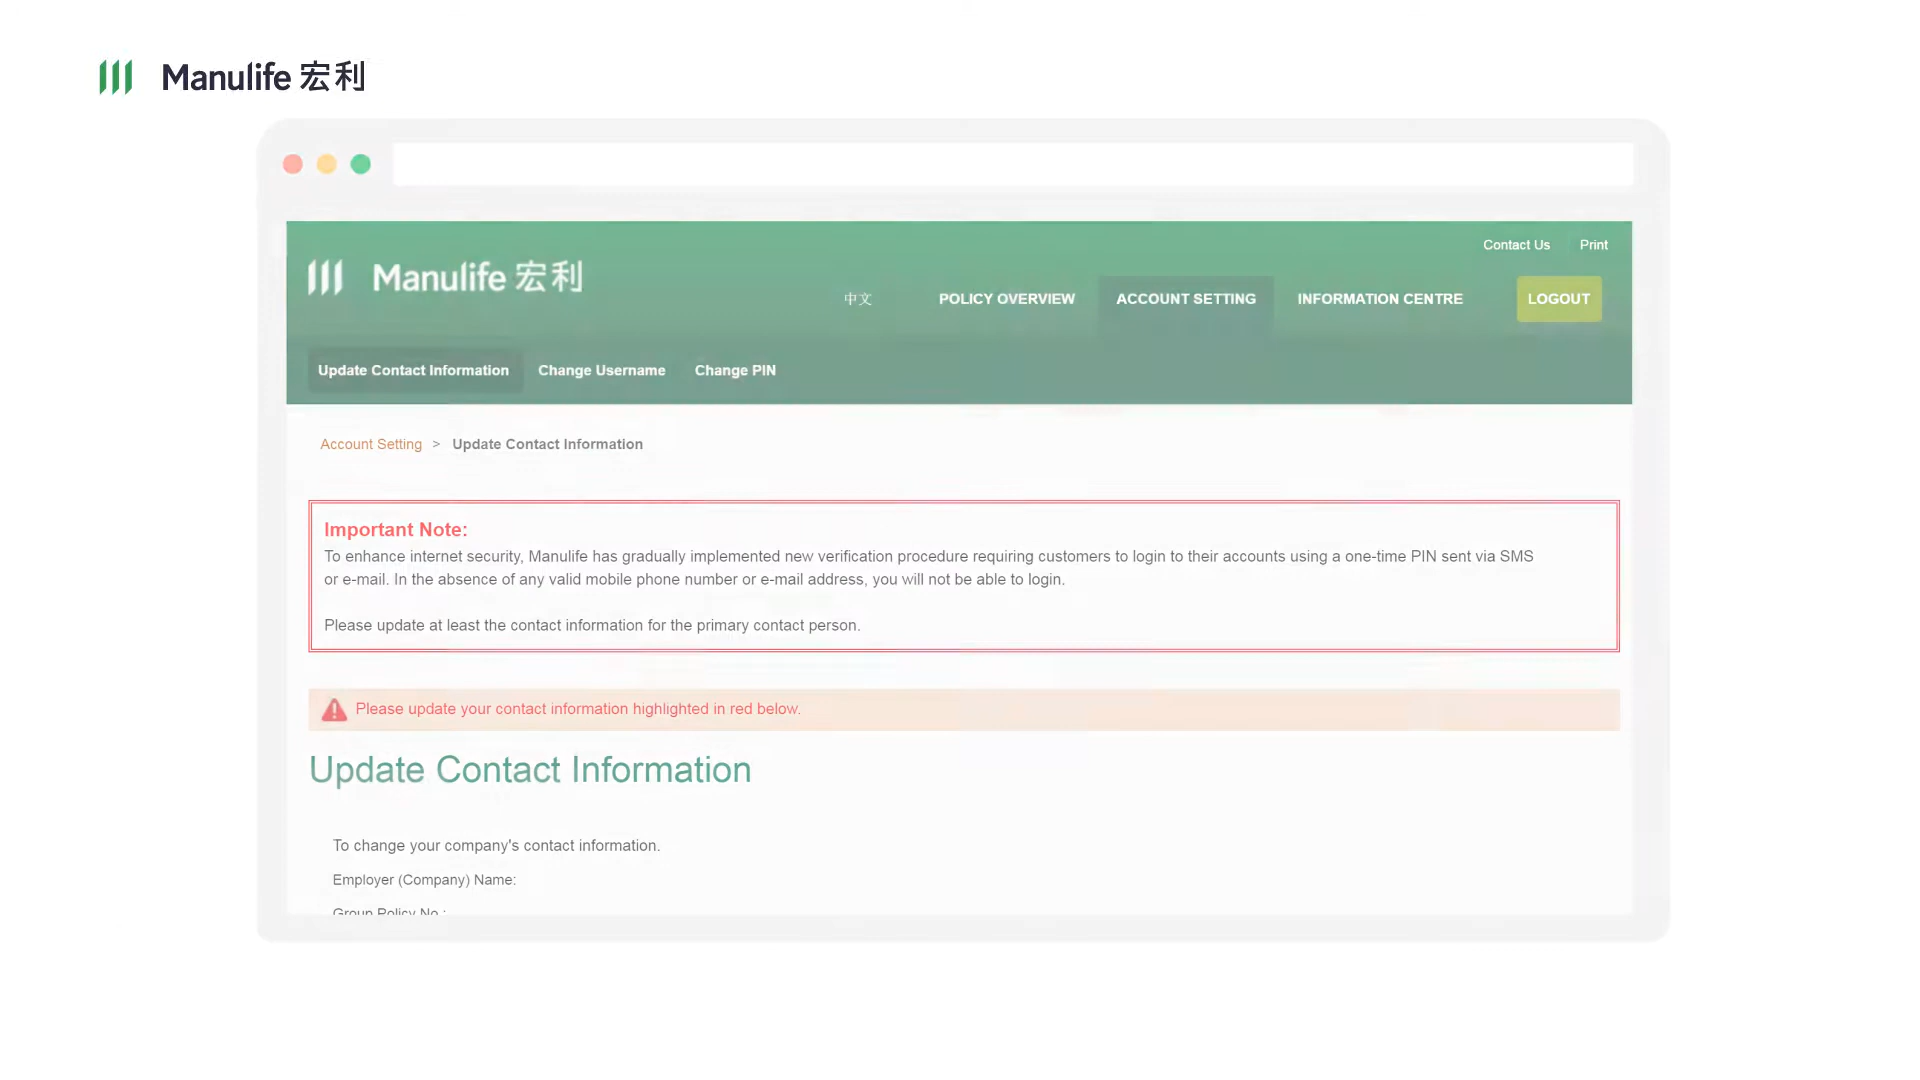 Manulife 宏利
Contact Us Print
Manulife 宏利
中文 POLICY OVERVIEW ACCOUNT SETTING INFORMATION CENTRE LOGOUT
Update Contact Information Change Username Change PIN
Account Setting > Update Contact Information
Important Note:
To enhance internet security, Manulife has gradually implemented new verification procedure requiring customers to login to their accounts using a one-time PIN sent via SMS
or e-mail. In the absence of any valid mobile phone number or e-mail address, you will not be able to login.
Please update at least the contact information for the primary contact person.
Please update your contact information highlighted in red below.
Update Contact Information
To change your company's contact information.
Employer (Company) Name:
Group Policy No.: